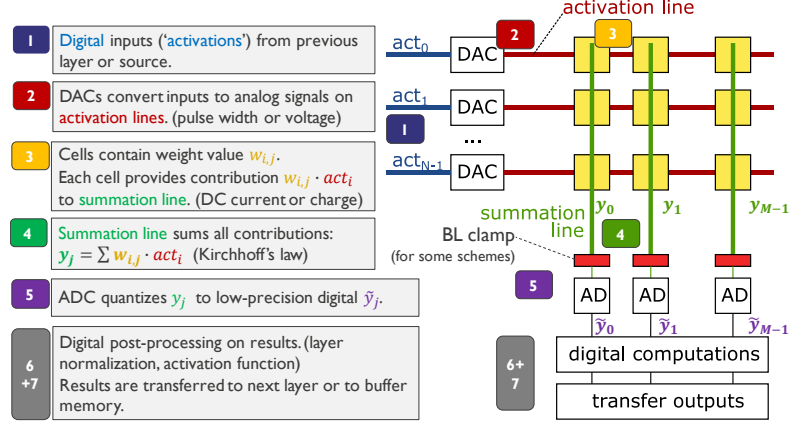 1
Digital inputs (‘activations’) from previous
layer or source.
2
DACs convert inputs to analog signals on
activation lines. (pulse width or voltage)
3
Cells contain weight value w_{i,j}.
Each cell provides contribution w_{i,j} · act_i
to summation line. (DC current or charge)
4
Summation line sums all contributions:
y_j = ∑ w_{i,j} · act_i (Kirchhoff’s law)
5
ADC quantizes y_j to low-precision digital ỹ_j.
6
+7
Digital post-processing on results. (layer
normalization, activation function)
Results are transferred to next layer or to buffer
memory.
activation line
2
3
act_0
DAC
act_1
DAC
1
...
act_{N-1}
DAC
y_0
y_1
y_{M−1}
summation
line
4
BL clamp
(for some schemes)
5
AD
AD
AD
ỹ_0
ỹ_1
ỹ_{M−1}
6+
7
digital computations
transfer outputs